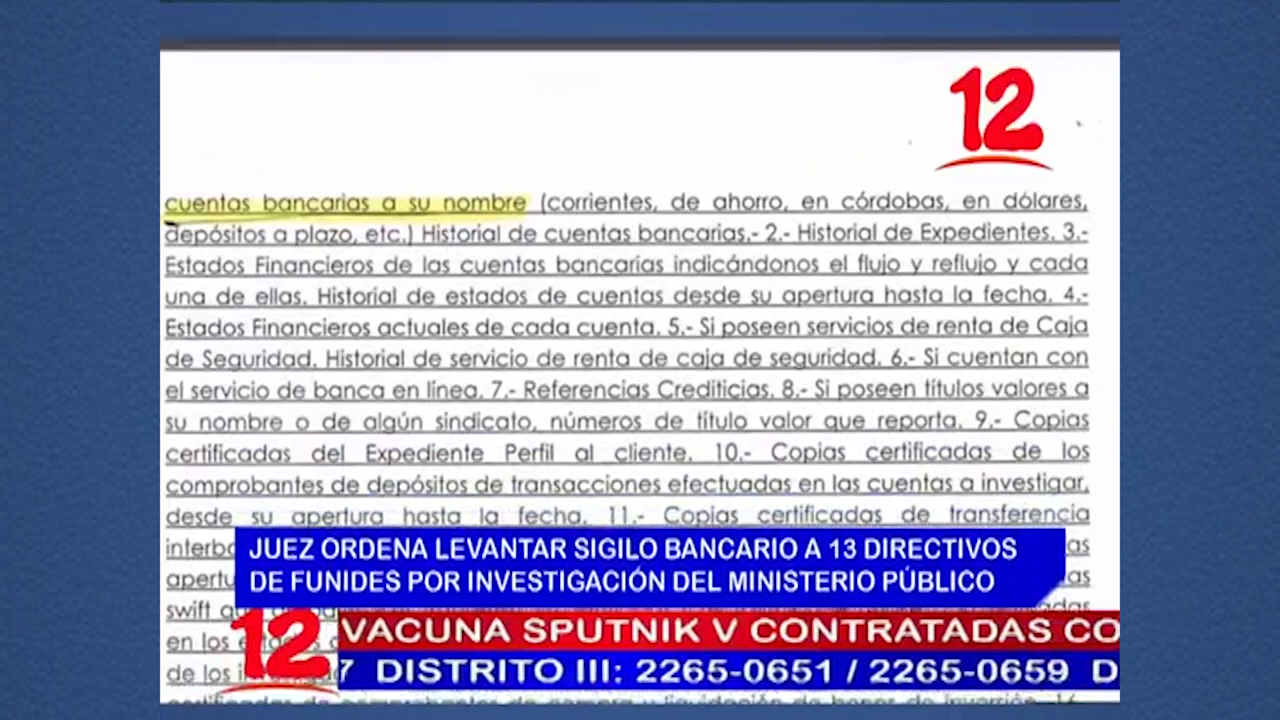 12
cuentas bancarias a su nombre (corrientes, de ahorro, en córdobas, en dólares,
depósitos a plazo, etc.) Historial de cuentas bancarias.- 2.- Historial de Expedientes. 3.-
Estados Financieros de las cuentas bancarias indicándonos el flujo y reflujo y cada
una de ellas. Historial de estados de cuentas desde su apertura hasta la fecha. 4.-
Estados Financieros actuales de cada cuenta. 5.- Si poseen servicios de renta de Caja
de Seguridad. Historial de servicio de renta de caja de seguridad. 6.- Si cuentan con
el servicio de banca en línea. 7.- Referencias Crediticias. 8.- Si poseen títulos valores a
su nombre o de algún sindicato, números de título valor que reporta. 9.- Copias
certificadas del Expediente Perfil al cliente. 10.- Copias certificadas de los
comprobantes de depósitos de transacciones efectuadas en las cuentas a investigar,
desde su apertura hasta la fecha. 11.- Copias certificadas de transferencia
JUEZ ORDENA LEVANTAR SIGILO BANCARIO A 13 DIRECTIVOS
DE FUNIDES POR INVESTIGACIÓN DEL MINISTERIO PÚBLICO
swift
en los
de los
12
VACUNA SPUTNIK V CONTRATADAS CO
7 DISTRITO III: 2265-0651 / 2265-0659 D